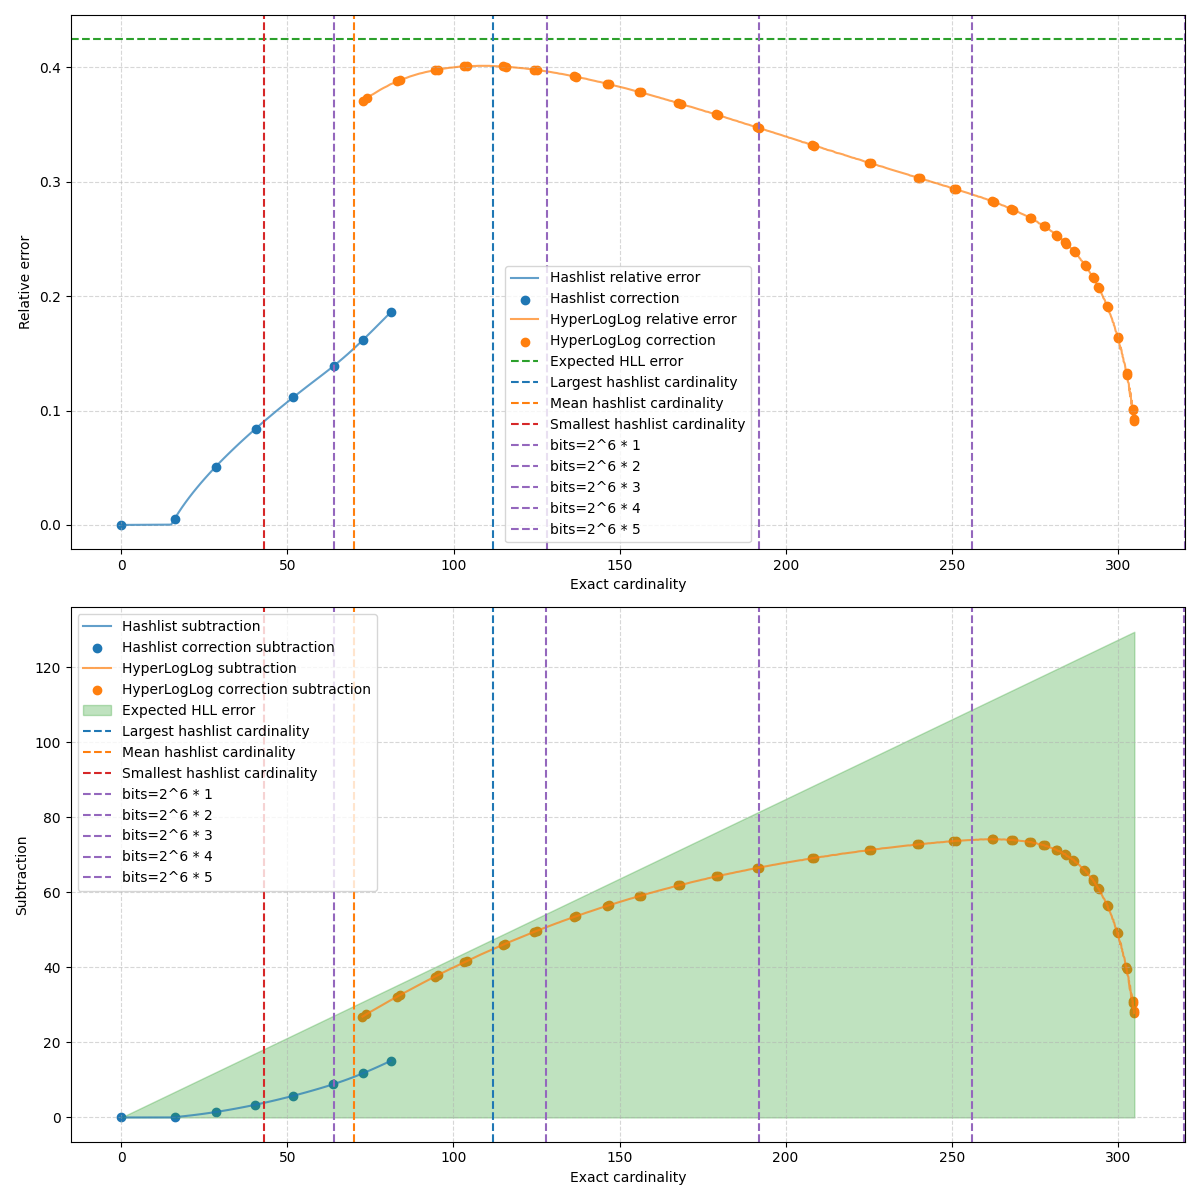 0.4
0.3
0.2
0.1
0.0
Relative error
Hashlist relative error
Hashlist correction
HyperLogLog relative error
HyperLogLog correction
Expected HLL error
Largest hashlist cardinality
Mean hashlist cardinality
Smallest hashlist cardinality
bits=2^6 * 1
bits=2^6 * 2
bits=2^6 * 3
bits=2^6 * 4
bits=2^6 * 5
0 50 100 150 200 250 300
Exact cardinality
120
100
80
60
40
20
0
Subtraction
Hashlist subtraction
Hashlist correction subtraction
HyperLogLog subtraction
HyperLogLog correction subtraction
Expected HLL error
Largest hashlist cardinality
Mean hashlist cardinality
Smallest hashlist cardinality
bits=2^6 * 1
bits=2^6 * 2
bits=2^6 * 3
bits=2^6 * 4
bits=2^6 * 5
0 50 100 150 200 250 300
Exact cardinality